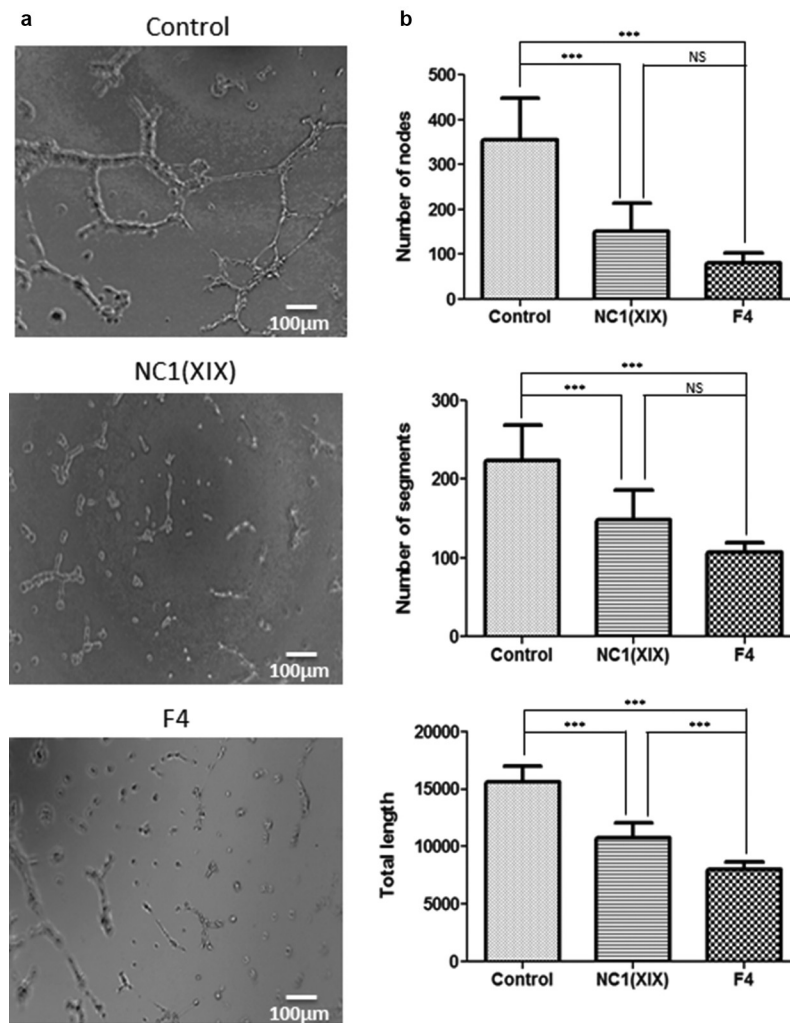 a
Control
100μm
NC1(XIX)
100μm
F4
100μm
b
***
***
NS
Number of nodes
500
400
300
200
100
0
Control NC1(XIX) F4
***
***
NS
Number of segments
300
200
100
0
Control NC1(XIX) F4
***
***
***
Total length
20000
15000
10000
5000
0
Control NC1(XIX) F4